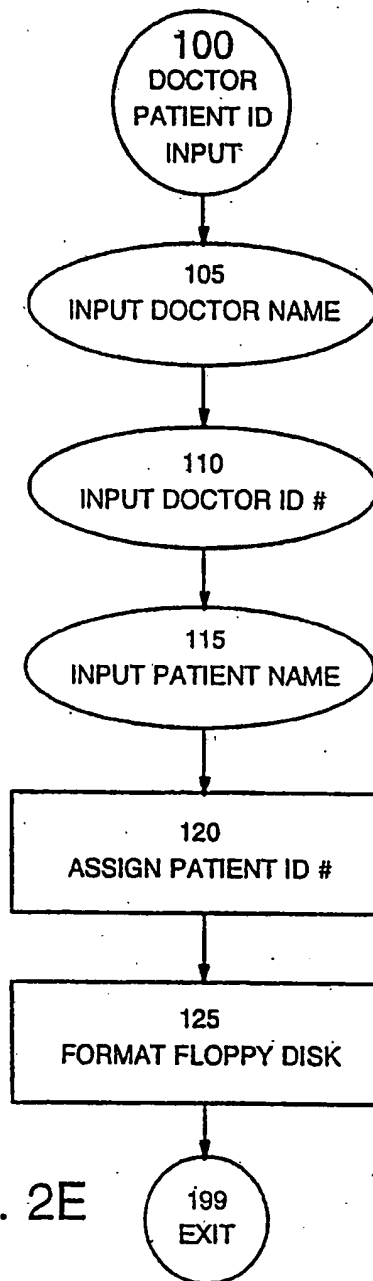 100
DOCTOR
PATIENT ID
INPUT
105
INPUT DOCTOR NAME
110
INPUT DOCTOR ID #
115
INPUT PATIENT NAME
120
ASSIGN PATIENT ID #
125
FORMAT FLOPPY DISK
199
EXIT
. 2E